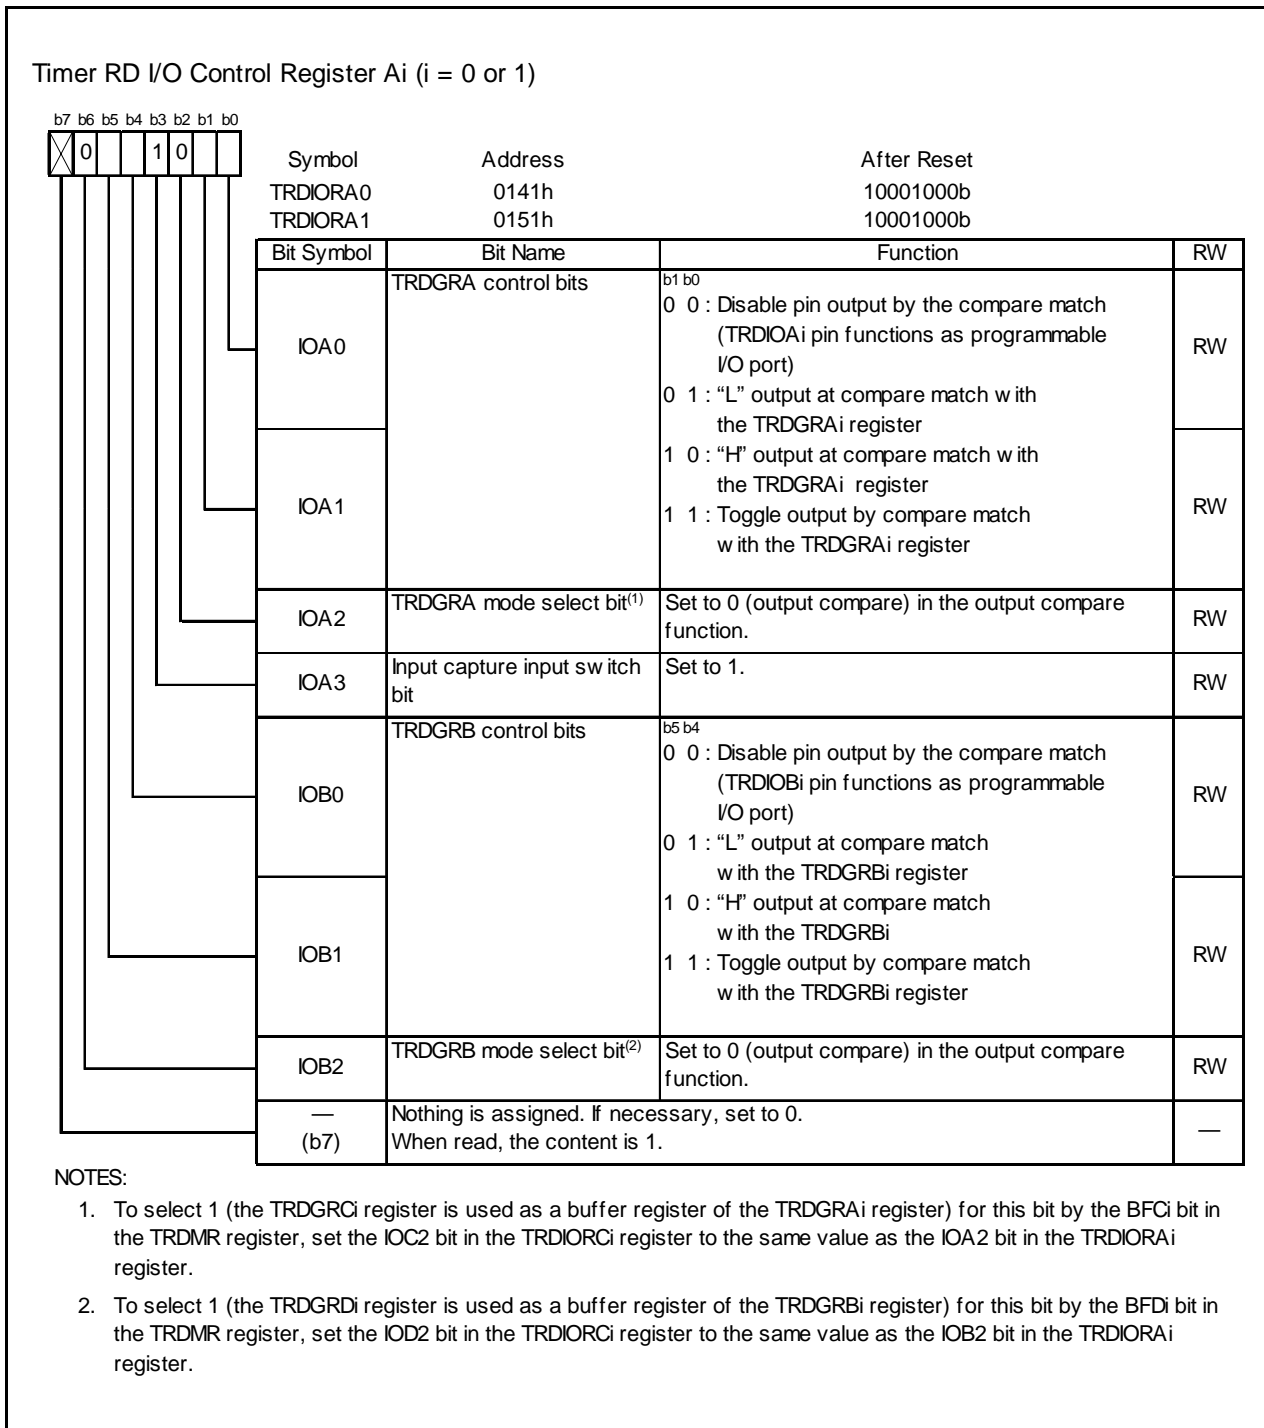 Timer RD I/O Control Register Ai (i = 0 or 1)
b7 b6 b5 b4 b3 b2 b1 b0
0 1 0
Symbol Address After Reset
TRDIORA0 0141h 10001000b
TRDIORA1 0151h 10001000b
Bit Symbol Bit Name Function RW
IOA0 TRDGRA control bits b1 b0
0 0 : Disable pin output by the compare match
(TRDIOAi pin functions as programmable
I/O port) RW
0 1 : “L” output at compare match with
the TRDGRAi register
1 0 : “H” output at compare match with
the TRDGRAi register
IOA1 RW
1 1 : Toggle output by compare match
with the TRDGRAi register
IOA2 TRDGRA mode select bit(1) Set to 0 (output compare) in the output compare
function. RW
IOA3 Input capture input switch
bit Set to 1. RW
IOB0 TRDGRB control bits b5 b4
0 0 : Disable pin output by the compare match
(TRDIOBi pin functions as programmable
I/O port) RW
0 1 : “L” output at compare match
with the TRDGRBi register
1 0 : “H” output at compare match
with the TRDGRBi
IOB1 RW
1 1 : Toggle output by compare match
with the TRDGRBi register
IOB2 TRDGRB mode select bit(2) Set to 0 (output compare) in the output compare
function. RW
—
(b7) Nothing is assigned. If necessary, set to 0.
When read, the content is 1. —
NOTES:
1. To select 1 (the TRDGRCi register is used as a buffer register of the TRDGRAi register) for this bit by the BFCi bit in
the TRDMR register, set the IOC2 bit in the TRDIORCi register to the same value as the IOA2 bit in the TRDIORAi
register.
2. To select 1 (the TRDGRDi register is used as a buffer register of the TRDGRBi register) for this bit by the BFDi bit in
the TRDMR register, set the IOD2 bit in the TRDIORCi register to the same value as the IOB2 bit in the TRDIORAi
register.